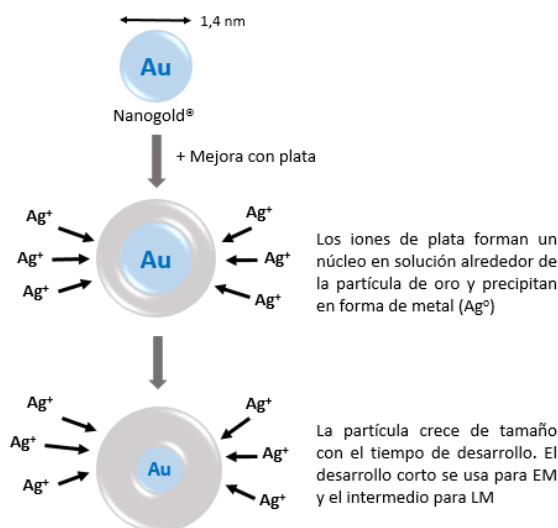 1,4 nm
Au
Nanogold®
+ Mejora con plata
Ag⁺
Ag⁺
Ag⁺
Au
Ag⁺
Ag⁺
Ag⁺
Los iones de plata forman un
núcleo en solución alrededor de
la partícula de oro y precipitan
en forma de metal (Ag⁰)
Ag⁺
Ag⁺
Ag⁺
Au
Ag⁺
Ag⁺
Ag⁺
La partícula crece de tamaño
con el tiempo de desarrollo. El
desarrollo corto se usa para EM
y el intermedio para LM